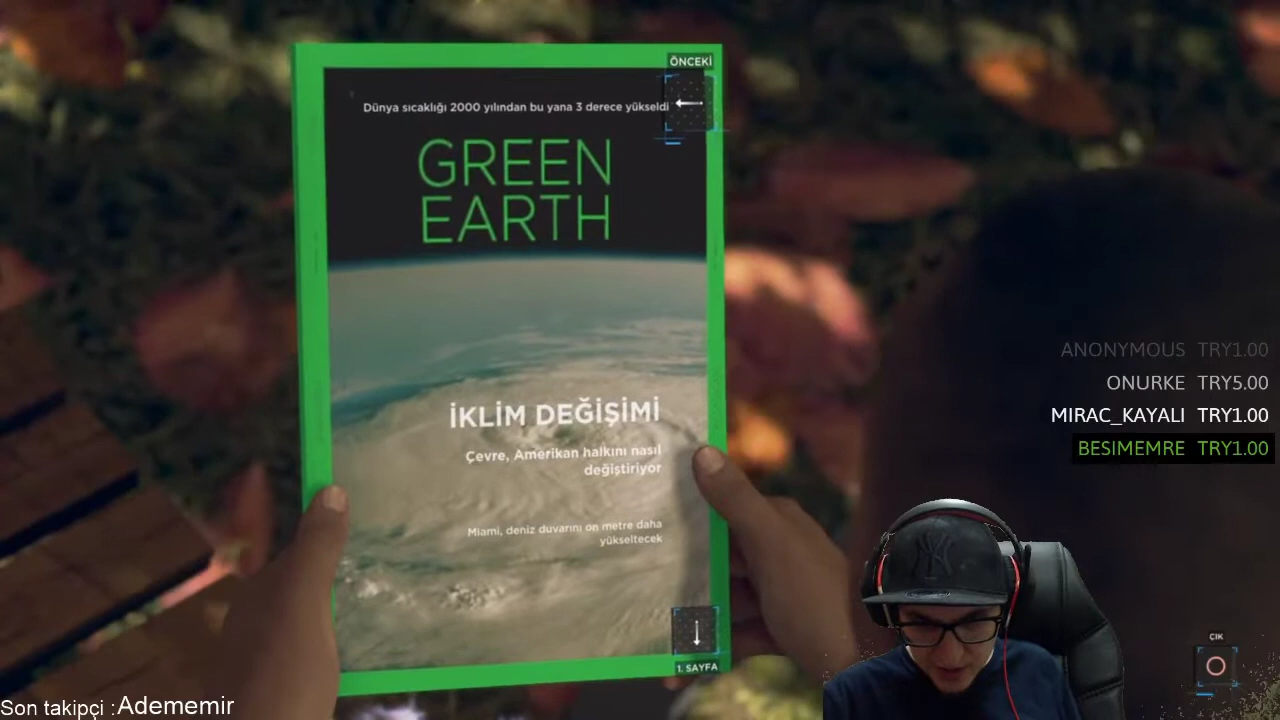 ÖNCEKİ
Dünya sıcaklığı 2000 yılından bu yana 3 derece yükseldi
GREEN
EARTH
İKLİM DEĞİŞİMİ
Çevre, Amerikan halkını nasıl
değiştiriyor
Miami, deniz duvarını on metre daha
yükseltecek
1. SAYFA
ANONYMOUS TRY1.00
ONURKE TRY5.00
MIRAC_KAYALI TRY1.00
BESIMEMRE TRY1.00
ÇIK
Son takipçi :Adememir